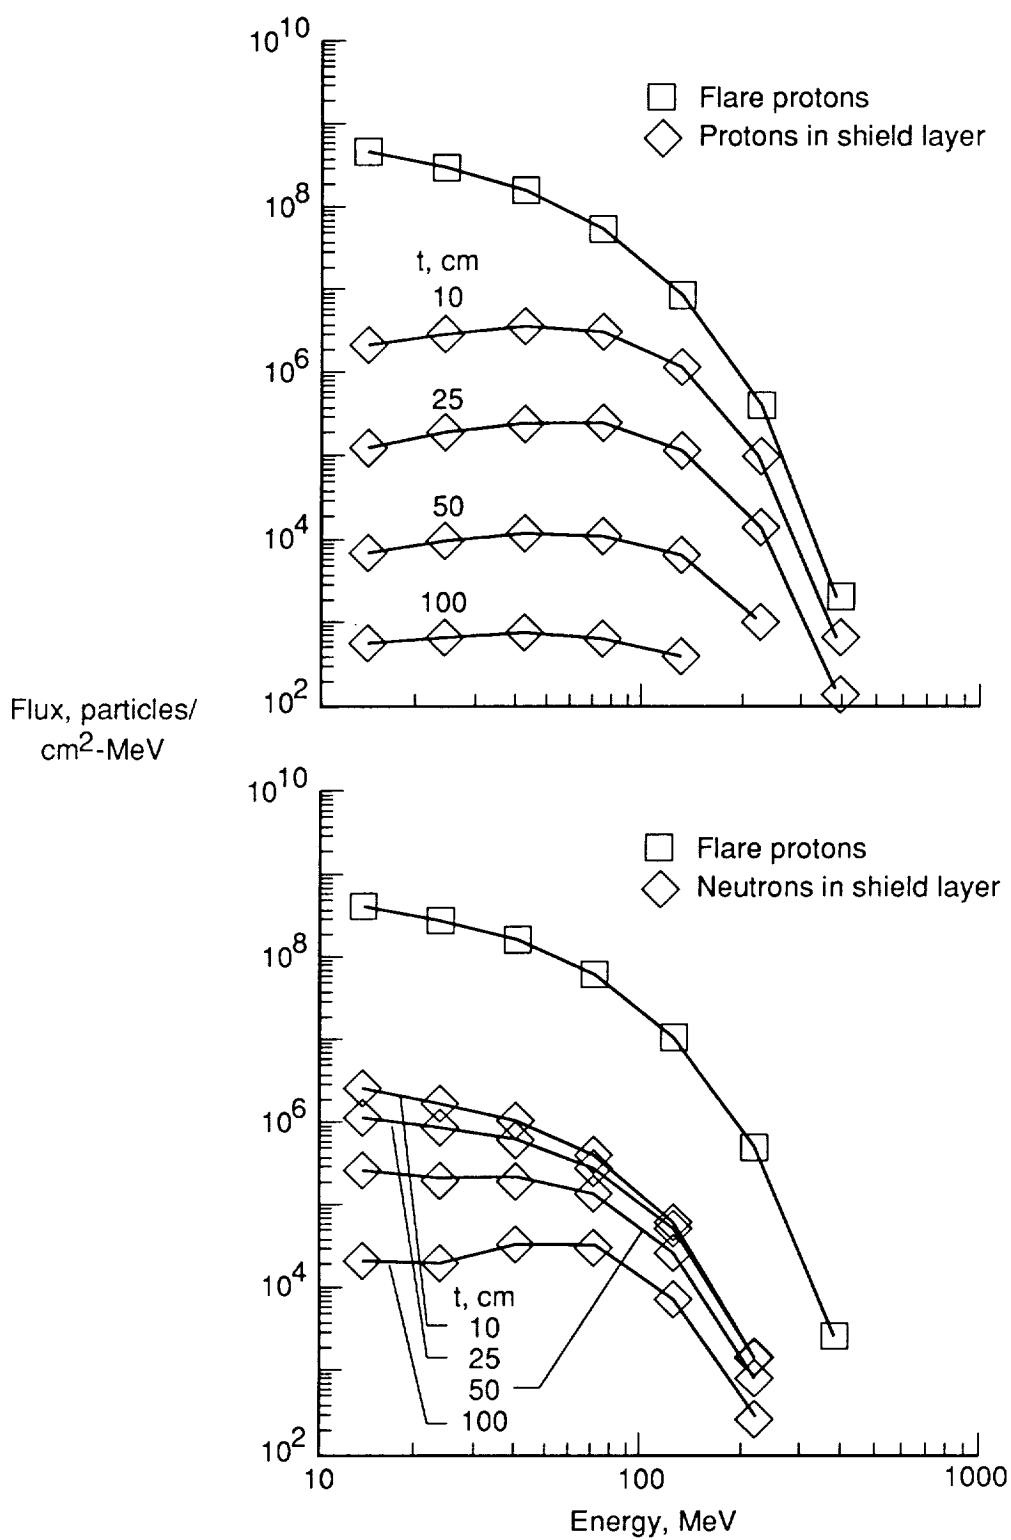 10^10
Flare protons
Protons in shield layer
10^8
t, cm
10
10^6
25
50
10^4
100
10^2
Flux, particles/
cm^2-MeV
10^10
Flare protons
Neutrons in shield layer
10^8
10^6
10^4
t, cm
10
25
50
100
10^2
10 100 1000
Energy, MeV